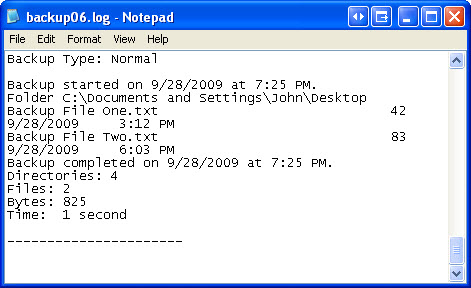 backup06.log - Notepad
File Edit Format View Help
Backup Type: Normal
Backup started on 9/28/2009 at 7:25 PM.
Folder C:\Documents and Settings\John\Desktop
Backup File One.txt 42
9/28/2009 3:12 PM
Backup File Two.txt 83
9/28/2009 6:03 PM
Backup completed on 9/28/2009 at 7:25 PM.
Directories: 4
Files: 2
Bytes: 825
Time: 1 second
----------------------